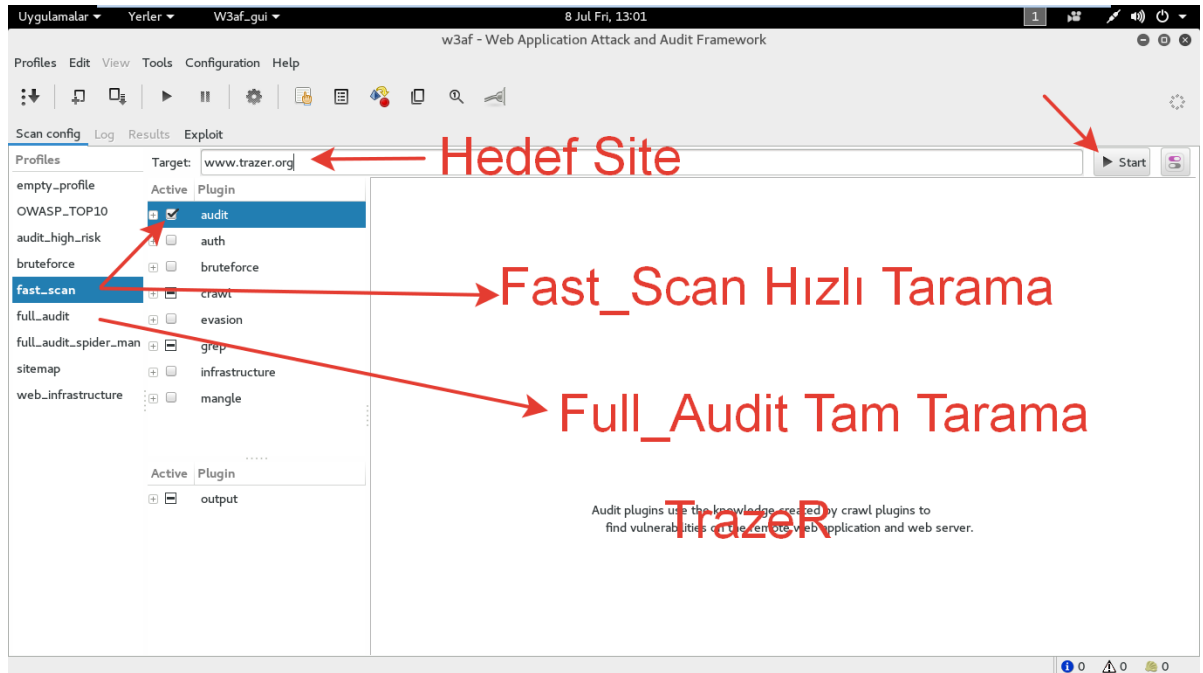 Uygulamalar Yerler W3af_gui 8 Jul Fri, 13:01 1
w3af - Web Application Attack and Audit Framework
Profiles Edit View Tools Configuration Help
Scan config Log Results Exploit
Profiles
empty_profile
OWASP_TOP10
audit_high_risk
bruteforce
fast_scan
full_audit
full_audit_spider_man
sitemap
web_infrastructure
Target: www.trazer.org
Hedef Site
Start
Active Plugin
audit
auth
bruteforce
crawl
evasion
grep
infrastructure
mangle
Active Plugin
output
Fast_Scan Hızlı Tarama
Full_Audit Tam Tarama
TrazeR
Audit plugins use the knowledge created by crawl plugins to
find vulnerabilities on the remote web application and web server.
0 0 0